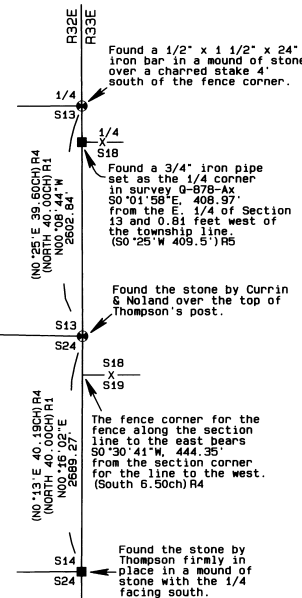 R32E
R33E
Found a 1/2" x 1 1/2" x 24"
iron bar in a mound of stone
over a charred stake 4'
south of the fence corner.
1/4
S13
1/4
X
S18
Found a 3/4" iron pipe
set as the 1/4 corner
in survey Q-878-Ax
S0°01'58"E, 408.97'
from the E. 1/4 of Section
13 and 0.81 feet west of
the township line.
(S0°25'W 409.5')R5
(N0°25'E 39.60CH)R4
(NORTH 40.00CH)R1
N00°08'44"W
2602.84'
Found the stone by Currin
& Noland over the top of
Thompson's post.
S13
S24
S18
X
S19
The fence corner for the
fence along the section
line to the east bears
S0°30'41"W, 444.35'
from the section corner
for the line to the west.
(South 6.50ch)R4
(N0°13'E 40.19CH)R4
(NORTH 40.00CH)R1
N00°16'02"E
2689.27'
Found the stone by
Thompson firmly in
place in a mound of
stone with the 1/4
facing south.
S14
S24